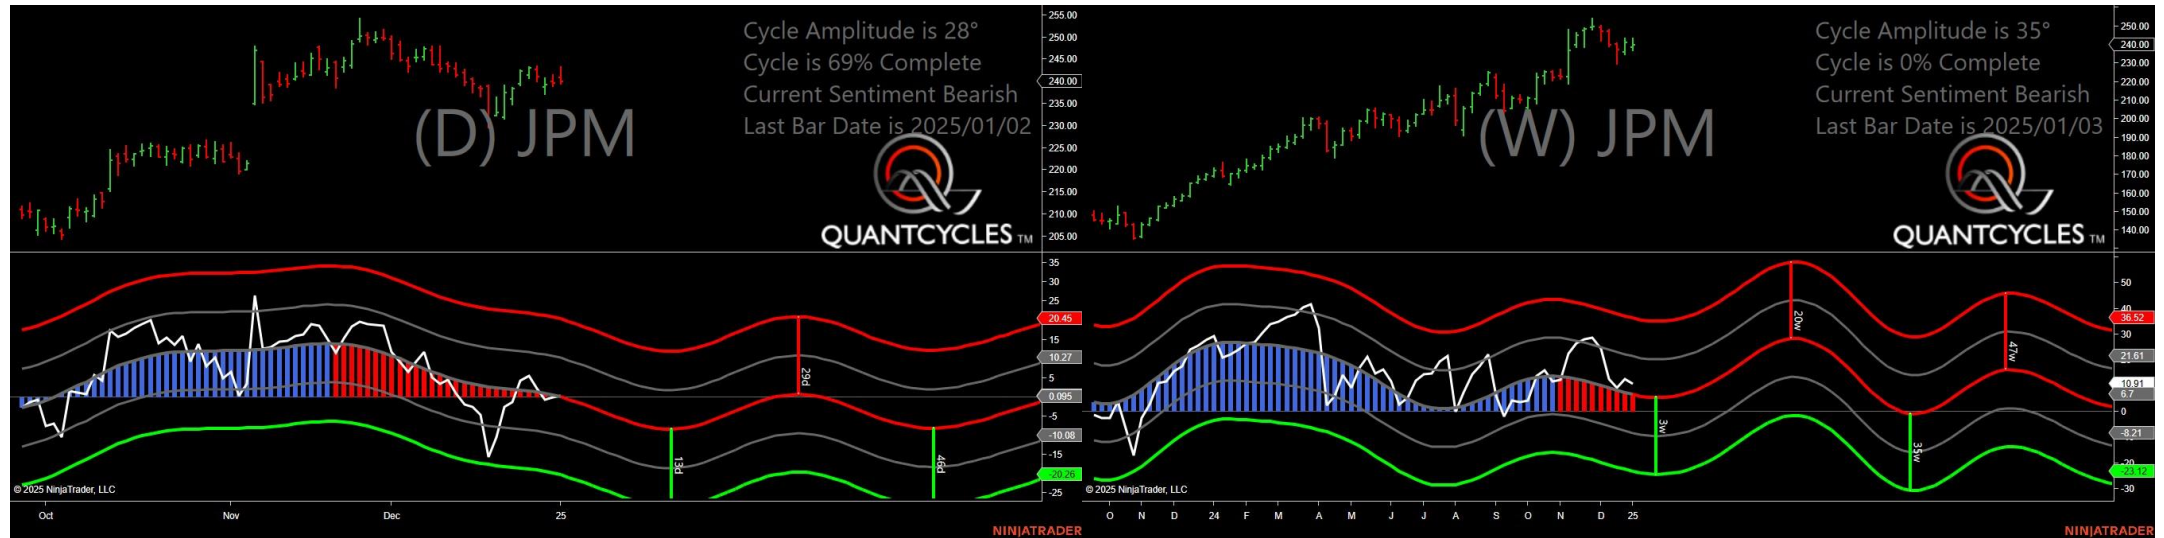 Cycle Amplitude is 28°
Cycle is 69% Complete
Current Sentiment Bearish
Last Bar Date is 2025/01/02
(D) JPM
QUANTCYCLES TM
255.00
250.00
245.00
240.00
235.00
230.00
225.00
220.00
215.00
210.00
205.00
35
30
25
20.45
15
10.27
5
0.095
-5
-10.08
-15
-20.26
-25
13d
29d
46d
© 2025 NinjaTrader, LLC
Oct Nov Dec 25
NINJATRADER
Cycle Amplitude is 35°
Cycle is 0% Complete
Current Sentiment Bearish
Last Bar Date is 2025/01/03
(W) JPM
QUANTCYCLES TM
250.00
240.00
230.00
220.00
210.00
200.00
190.00
180.00
170.00
160.00
150.00
140.00
50
40
36.52
30
21.61
10.91
6.7
0
-8.21
-23.12
-30
3w
20w
35w
47w
© 2025 NinjaTrader, LLC
O N D 24 F M A M J J A S O N D 25
NINJATRADER